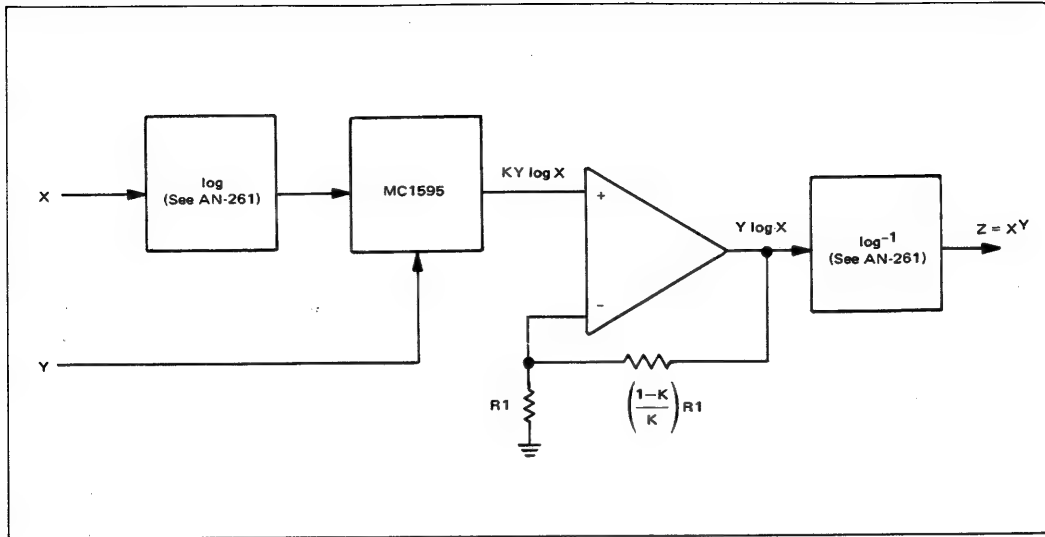 X
log
(See AN-261)
MC1595
KY log X
+
−
Y log X
log⁻¹
(See AN-261)
Z = X^Y
Y
R1
(1−K/K) R1